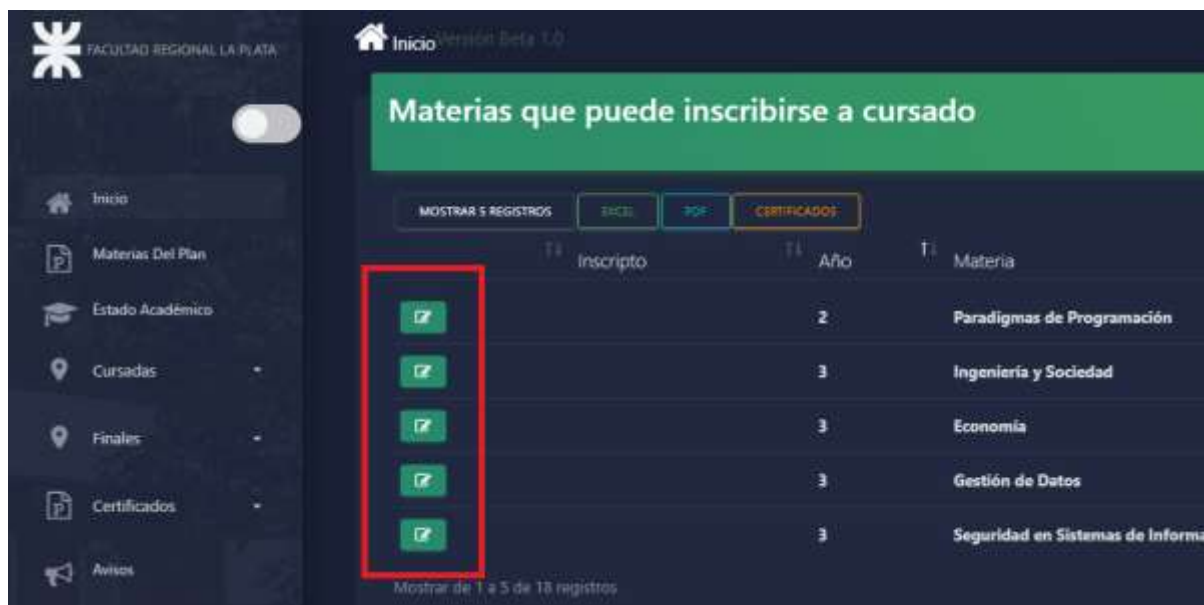 FACULTAD REGIONAL LA PLATA
Inicio Versión Beta 1.0
Materias que puede inscribirse a cursado
Inicio
Materias Del Plan
Estado Académico
Cursadas
Finales
Certificados
Avisos
MOSTRAR 5 REGISTROS EXCEL PDF CERTIFICADOS
Inscripto Año Materia
2 Paradigmas de Programación
3 Ingeniería y Sociedad
3 Economía
3 Gestión de Datos
3 Seguridad en Sistemas de Informa
Mostrar de 1 a 5 de 18 registros